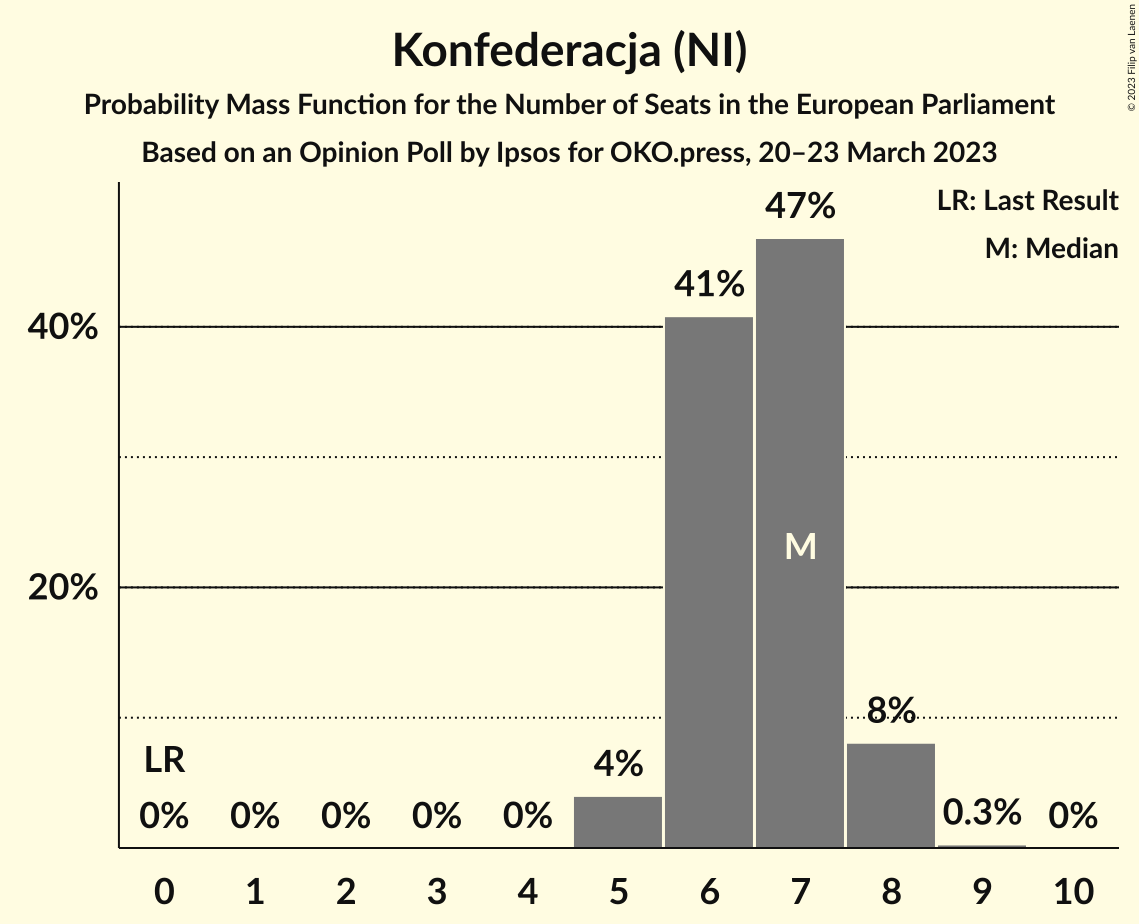 Konfederacja (NI)
Probability Mass Function for the Number of Seats in the European Parliament
Based on an Opinion Poll by Ipsos for OKO.press, 20–23 March 2023
© 2023 Filip van Laenen
LR: Last Result
M: Median
47%
41%
40%
M
20%
8%
LR
4%
0% 0% 0% 0% 0% 0.3% 0%
0 1 2 3 4 5 6 7 8 9 10